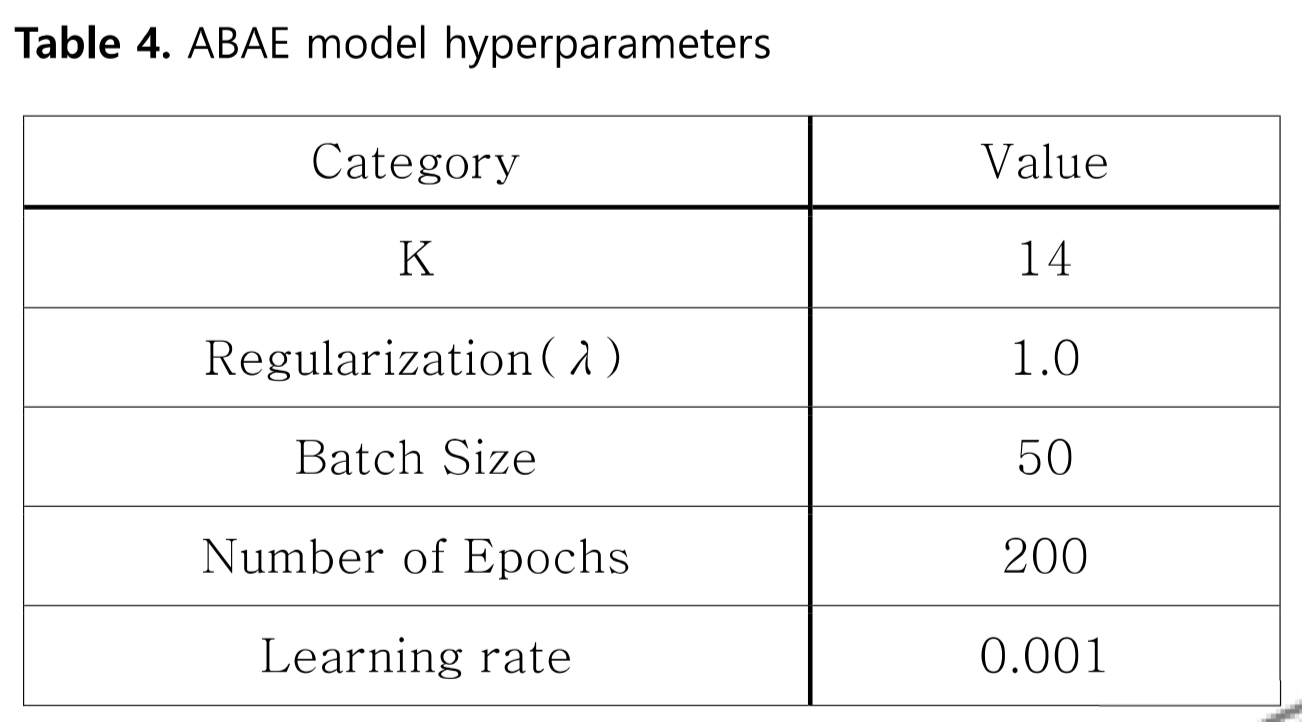 Table 4. ABAE model hyperparameters
Category Value
K 14
Regularization(λ) 1.0
Batch Size 50
Number of Epochs 200
Learning rate 0.001